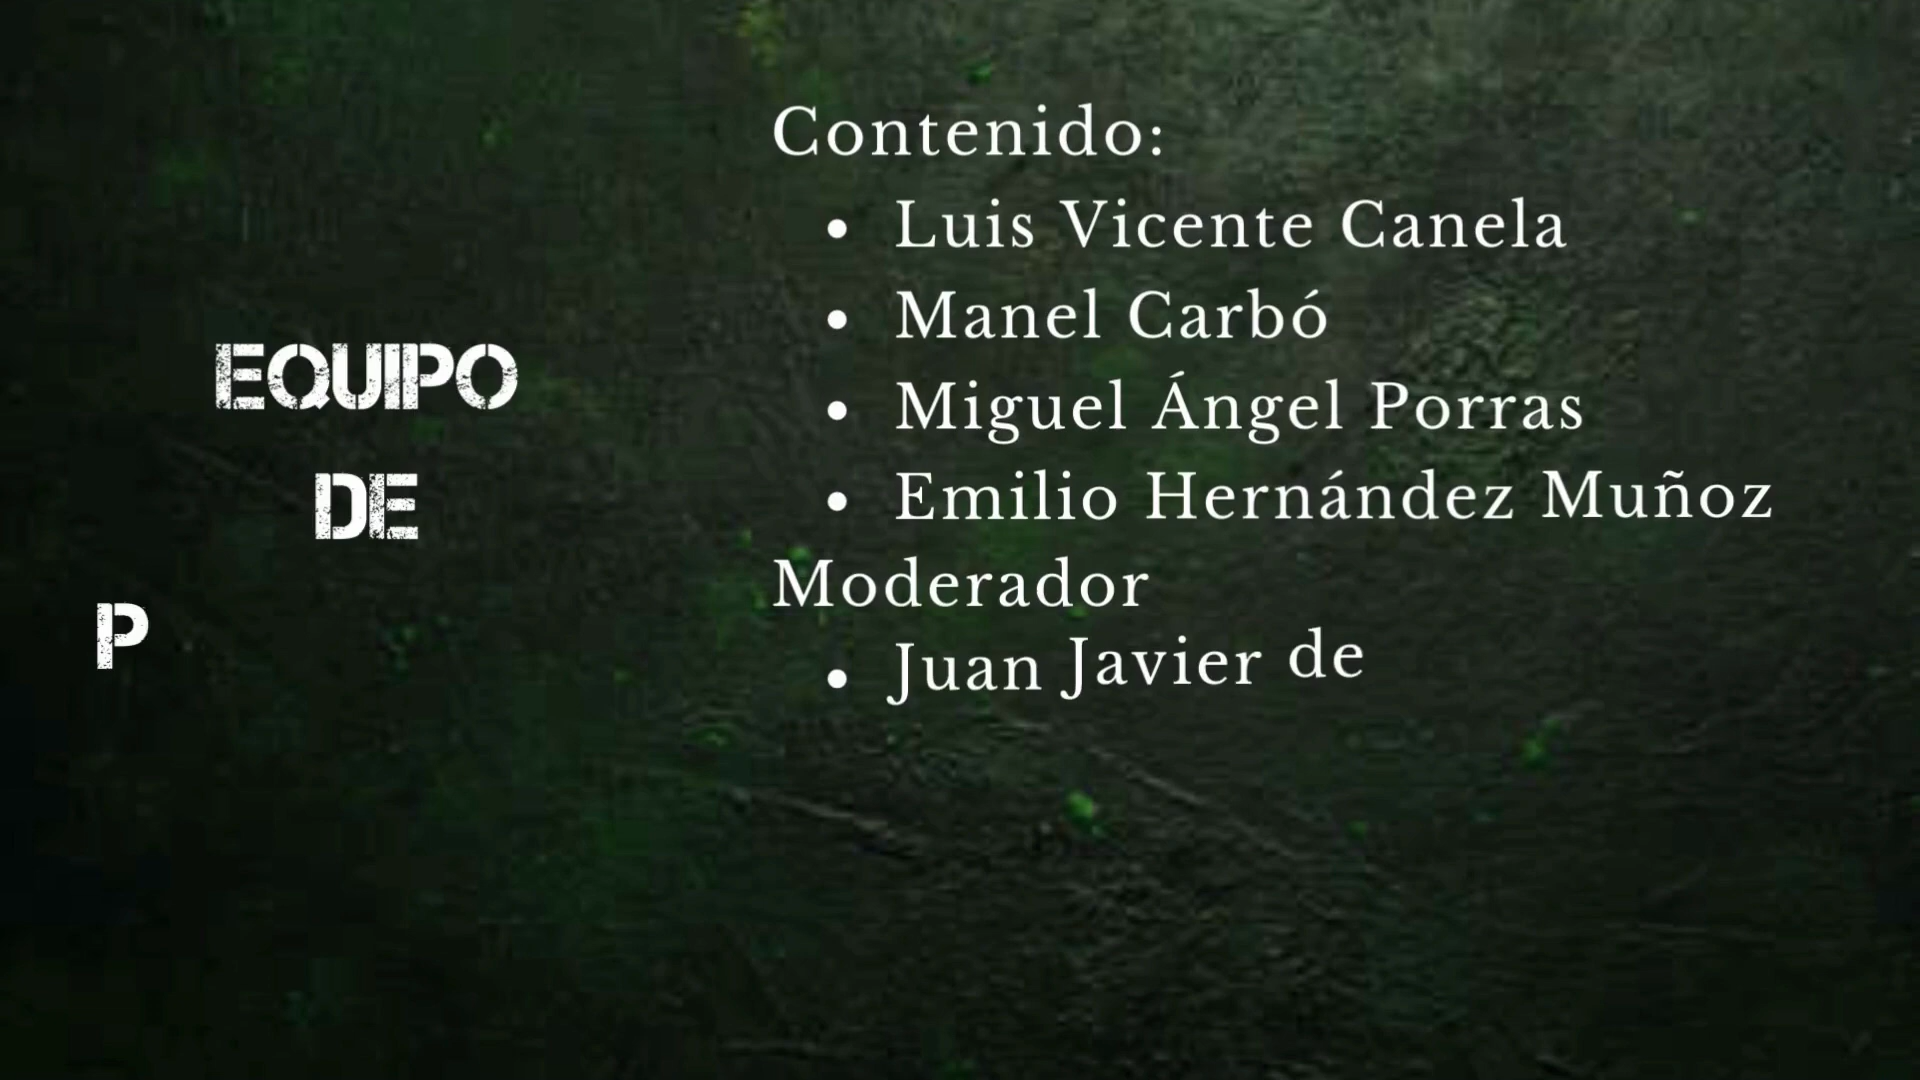 EQUIPO
DE
P
Contenido:
• Luis Vicente Canela
• Manel Carbó
• Miguel Ángel Porras
• Emilio Hernández Muñoz
Moderador
• Juan Javier de